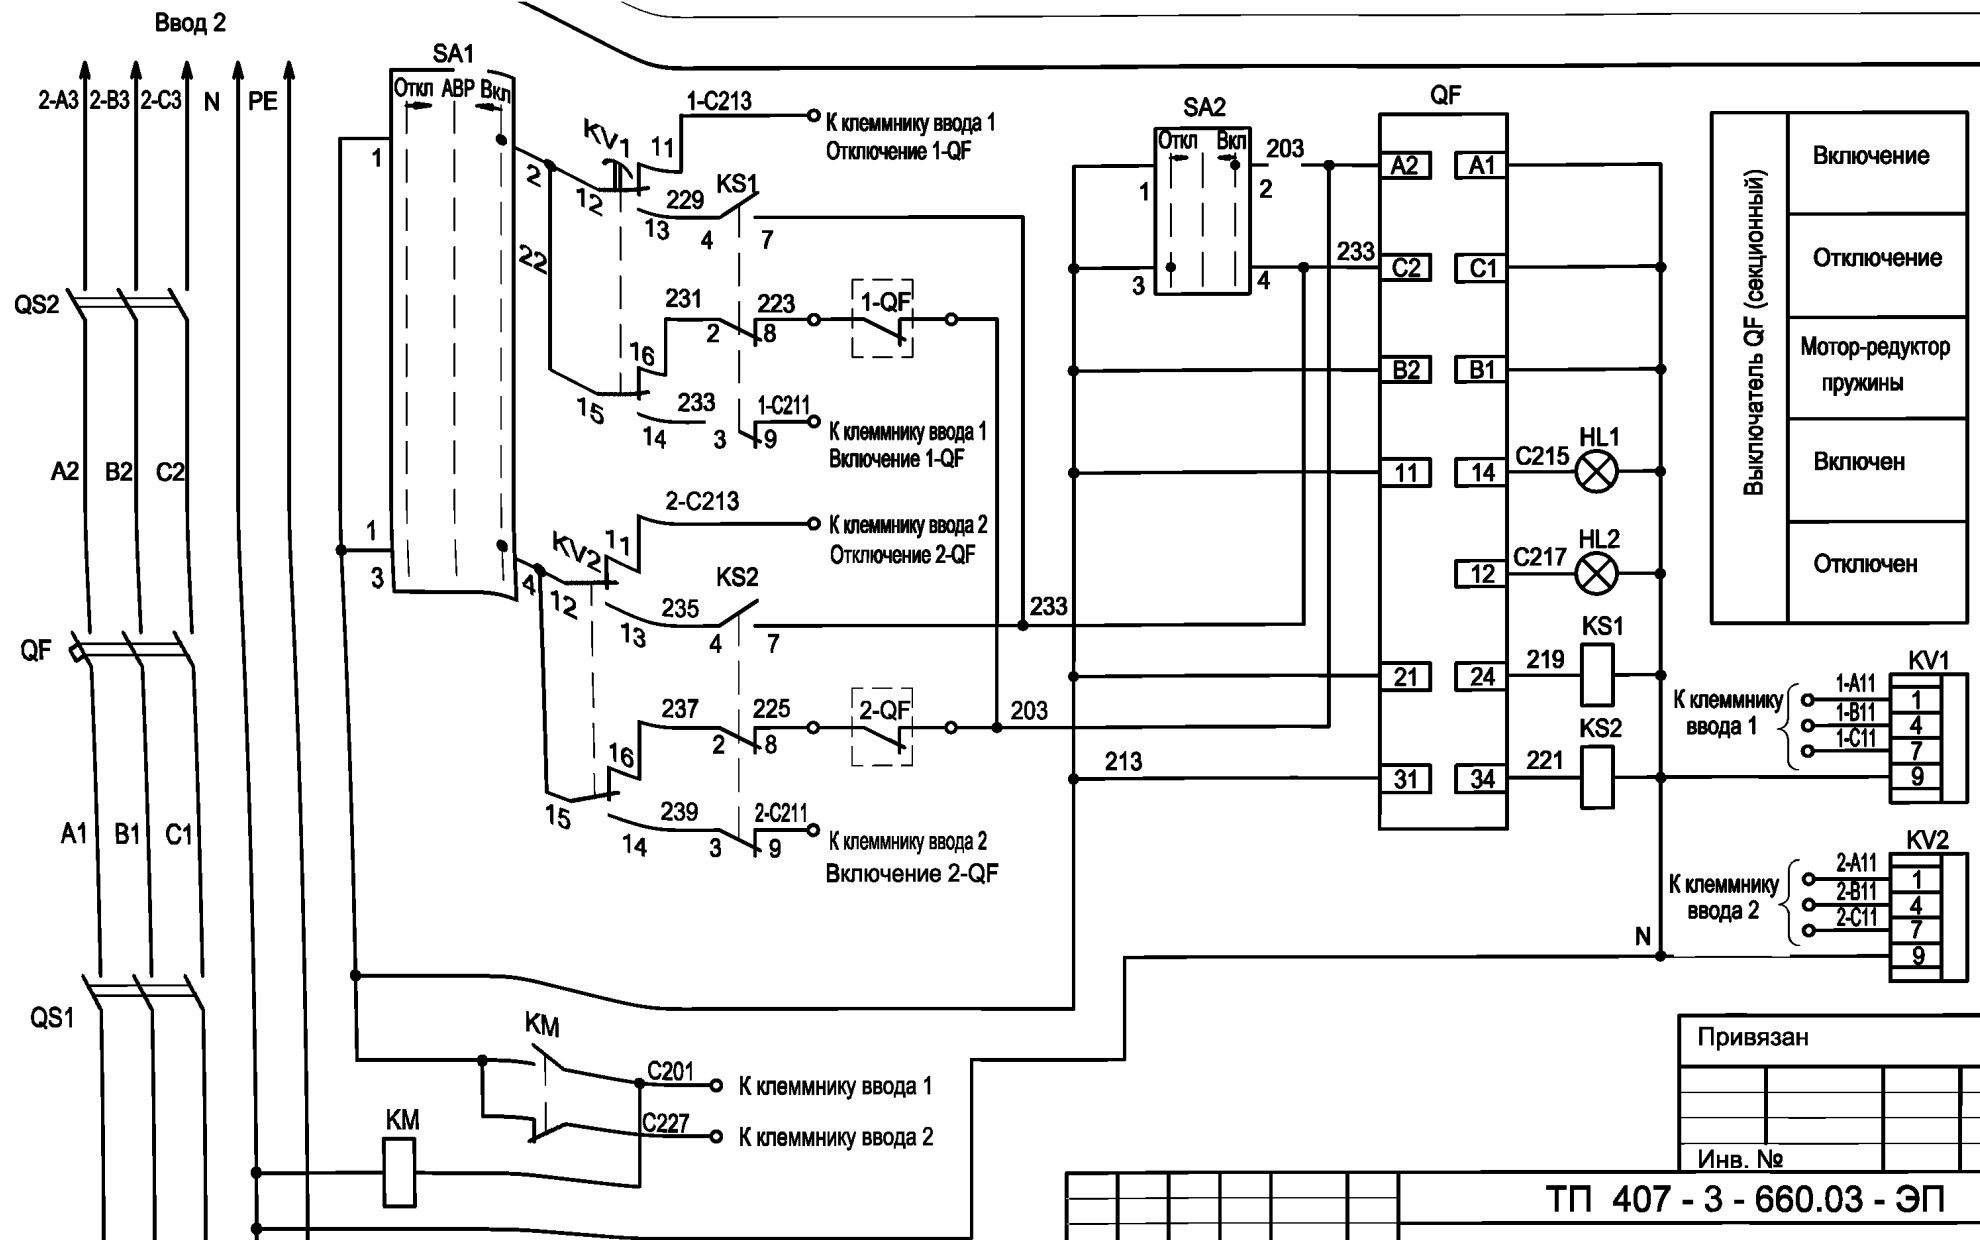 Ввод 2
2-A3 2-B3 2-C3 N PE
QS2
A2 B2 C2
QF
A1 B1 C1
QS1
SA1
Откл АВР Вкл
1
2
22
1
3
4
KV1
11
1-C213
К клеммнику ввода 1
Отключение 1-QF
12
13
229
KS1
4
7
231
2
8
223
1-QF
16
15
14
233
3
9
1-C211
К клеммнику ввода 1
Включение 1-QF
KV2
11
2-C213
К клеммнику ввода 2
Отключение 2-QF
12
13
235
KS2
4
7
233
237
2
8
225
2-QF
203
16
15
14
239
3
9
2-C211
К клеммнику ввода 2
Включение 2-QF
KM
C201
К клеммнику ввода 1
C227
К клеммнику ввода 2
KM
SA2
Откл Вкл
1
2
203
3
4
233
QF
A2 A1
C2 C1
B2 B1
11 14
C215
HL1
12
C217
HL2
21 24
219
KS1
213
31 34
221
KS2
N
Выключатель QF (секционный)
Включение
Отключение
Мотор-редуктор
пружины
Включен
Отключен
KV1
К клеммнику
ввода 1
1-A11
1-B11
1-C11
1
4
7
9
KV2
К клеммнику
ввода 2
2-A11
2-B11
2-C11
1
4
7
9
Привязан
Инв. №
ТП 407 - 3 - 660.03 - ЭП